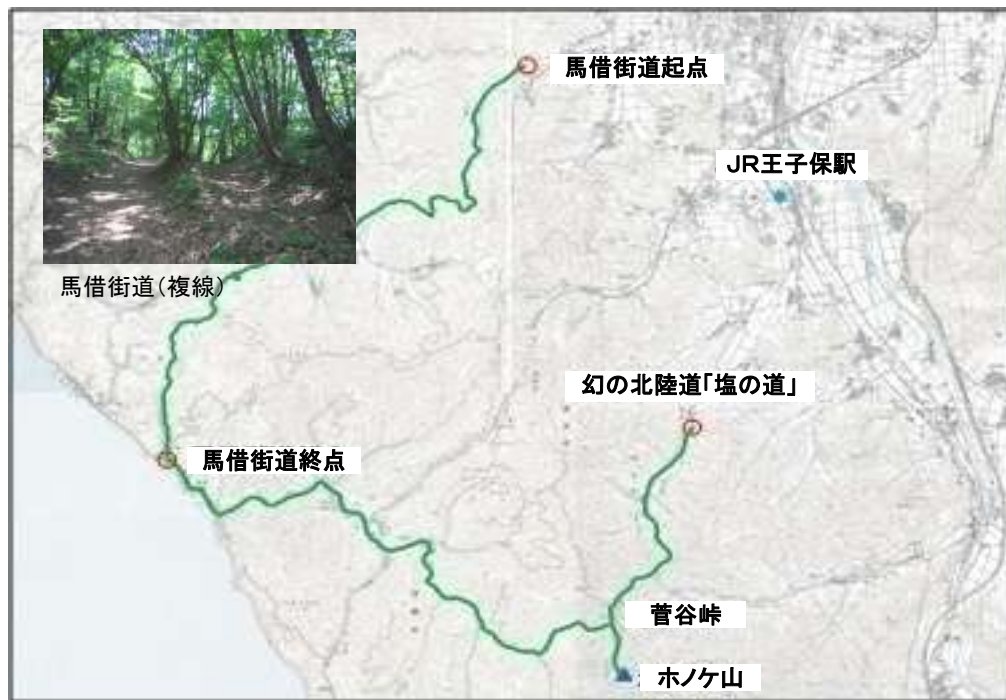 馬借街道起点
JR王子保駅
馬借街道（複線）
幻の北陸道「塩の道」
馬借街道終点
菅谷峠
ホノケ山